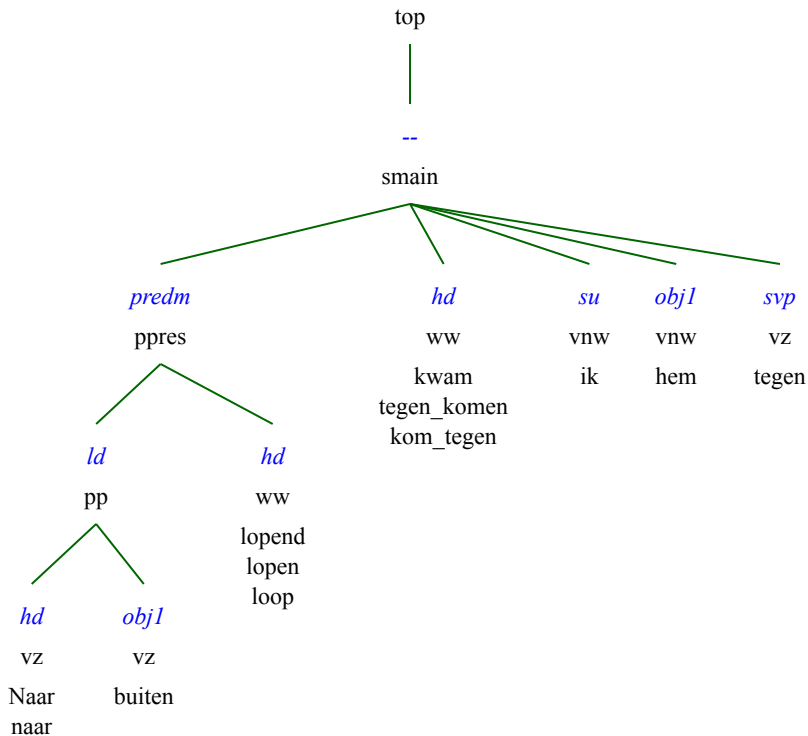 top
--
smain
predm hd su obj1 svp
ppres ww vnw vnw vz
kwam ik hem tegen
tegen_komen
kom_tegen
ld hd
pp ww
lopend
lopen
loop
hd obj1
vz vz
Naar buiten
naar